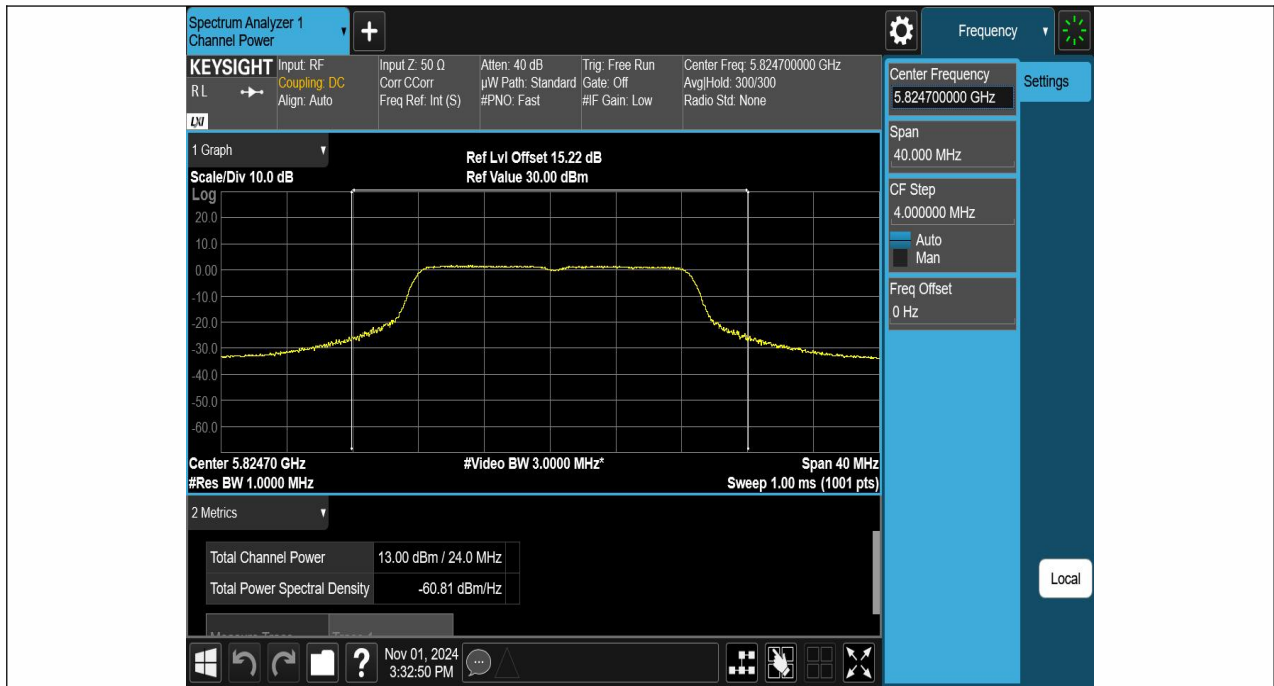 Spectrum Analyzer 1
Channel Power
+
Frequency
KEYSIGHT
R L
LXI
Input: RF
Coupling: DC
Align: Auto
Input Z: 50 Ω
Corr CCorr
Freq Ref: Int (S)
Atten: 40 dB
µW Path: Standard
#PNO: Fast
Trig: Free Run
Gate: Off
#IF Gain: Low
Center Freq: 5.824700000 GHz
Avg|Hold: 300/300
Radio Std: None
Center Frequency
5.824700000 GHz
Settings
Span
40.000 MHz
CF Step
4.000000 MHz
Auto
Man
Freq Offset
0 Hz
1 Graph
Ref Lvl Offset 15.22 dB
Scale/Div 10.0 dB
Ref Value 30.00 dBm
Log
20.0
10.0
0.00
-10.0
-20.0
-30.0
-40.0
-50.0
-60.0
Center 5.82470 GHz
#Video BW 3.0000 MHz*
Span 40 MHz
#Res BW 1.0000 MHz
Sweep 1.00 ms (1001 pts)
2 Metrics
Total Channel Power 13.00 dBm / 24.0 MHz
Total Power Spectral Density -60.81 dBm/Hz
Local
?
Nov 01, 2024
3:32:50 PM